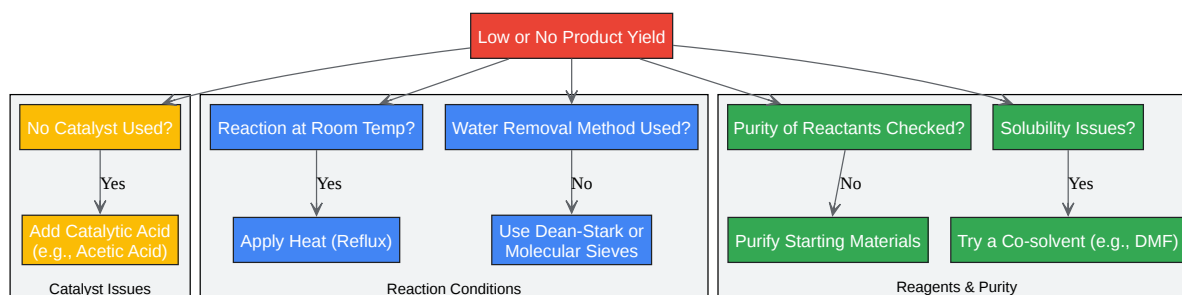 Low or No Product Yield
No Catalyst Used?
Reaction at Room Temp?
Water Removal Method Used?
Purity of Reactants Checked?
Solubility Issues?
Yes
Yes
No
No
Yes
Add Catalytic Acid
(e.g., Acetic Acid)
Apply Heat (Reflux)
Use Dean-Stark or
Molecular Sieves
Purify Starting Materials
Try a Co-solvent (e.g., DMF)
Catalyst Issues
Reaction Conditions
Reagents & Purity